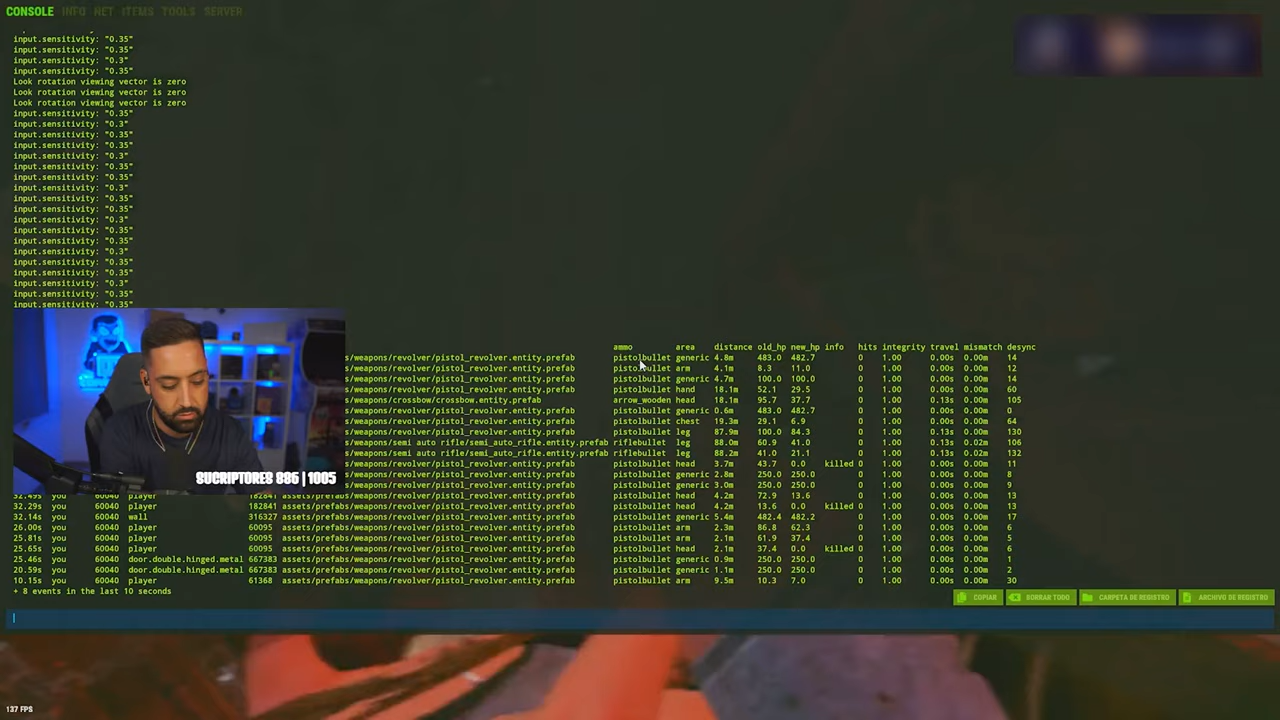 CONSOLE INFO NET ITEMS TOOLS SERVER
input.sensitivity: "0.35"
input.sensitivity: "0.35"
input.sensitivity: "0.3"
input.sensitivity: "0.35"
Look rotation viewing vector is zero
Look rotation viewing vector is zero
Look rotation viewing vector is zero
input.sensitivity: "0.35"
input.sensitivity: "0.3"
input.sensitivity: "0.35"
input.sensitivity: "0.35"
input.sensitivity: "0.3"
input.sensitivity: "0.35"
input.sensitivity: "0.35"
input.sensitivity: "0.3"
input.sensitivity: "0.35"
input.sensitivity: "0.35"
input.sensitivity: "0.3"
input.sensitivity: "0.35"
input.sensitivity: "0.35"
input.sensitivity: "0.3"
input.sensitivity: "0.35"
input.sensitivity: "0.35"
input.sensitivity: "0.3"
input.sensitivity: "0.35"
input.sensitivity: "0.35"
ammo area distance old_hp new_hp info hits integrity travel mismatch desync
s/weapons/revolver/pistol_revolver.entity.prefab pistolbullet generic 4.8m 483.0 482.7 0 1.00 0.00s 0.00m 14
s/weapons/revolver/pistol_revolver.entity.prefab pistolbullet arm 4.1m 8.3 11.0 0 1.00 0.00s 0.00m 12
s/weapons/revolver/pistol_revolver.entity.prefab pistolbullet generic 4.7m 100.0 100.0 0 1.00 0.00s 0.00m 14
s/weapons/revolver/pistol_revolver.entity.prefab pistolbullet hand 18.1m 52.1 29.5 0 1.00 0.00s 0.00m 60
s/weapons/crossbow/crossbow.entity.prefab arrow_wooden head 18.1m 95.7 37.7 0 1.00 0.13s 0.00m 105
s/weapons/revolver/pistol_revolver.entity.prefab pistolbullet generic 0.6m 483.0 482.7 0 1.00 0.00s 0.00m 0
s/weapons/revolver/pistol_revolver.entity.prefab pistolbullet chest 19.3m 29.1 6.9 0 1.00 0.00s 0.00m 64
s/weapons/revolver/pistol_revolver.entity.prefab pistolbullet leg 87.9m 100.0 84.3 0 1.00 0.13s 0.00m 130
s/weapons/semi auto rifle/semi_auto_rifle.entity.prefab riflebullet leg 88.0m 60.9 41.0 0 1.00 0.13s 0.02m 106
s/weapons/semi auto rifle/semi_auto_rifle.entity.prefab riflebullet leg 88.2m 41.0 21.1 0 1.00 0.13s 0.02m 132
s/weapons/revolver/pistol_revolver.entity.prefab pistolbullet head 3.7m 43.7 0.0 killed 0 1.00 0.00s 0.00m 11
s/weapons/revolver/pistol_revolver.entity.prefab pistolbullet generic 2.8m 250.0 250.0 0 1.00 0.00s 0.00m 8
s/weapons/revolver/pistol_revolver.entity.prefab pistolbullet generic 3.0m 250.0 250.0 0 1.00 0.00s 0.00m 9
32.49s you 60040 player 182841 assets/prefabs/weapons/revolver/pistol_revolver.entity.prefab pistolbullet head 4.2m 72.9 13.6 0 1.00 0.00s 0.00m 13
32.29s you 60040 player 182841 assets/prefabs/weapons/revolver/pistol_revolver.entity.prefab pistolbullet head 4.2m 13.6 0.0 killed 0 1.00 0.00s 0.00m 13
32.14s you 60040 wall 316327 assets/prefabs/weapons/revolver/pistol_revolver.entity.prefab pistolbullet generic 5.4m 482.4 482.2 0 1.00 0.00s 0.00m 17
26.00s you 60040 player 60095 assets/prefabs/weapons/revolver/pistol_revolver.entity.prefab pistolbullet arm 2.3m 86.8 62.3 0 1.00 0.00s 0.00m 6
25.81s you 60040 player 60095 assets/prefabs/weapons/revolver/pistol_revolver.entity.prefab pistolbullet arm 2.1m 61.9 37.4 0 1.00 0.00s 0.00m 5
25.65s you 60040 player 60095 assets/prefabs/weapons/revolver/pistol_revolver.entity.prefab pistolbullet head 2.1m 37.4 0.0 killed 0 1.00 0.00s 0.00m 6
25.46s you 60040 door.double.hinged.metal 667383 assets/prefabs/weapons/revolver/pistol_revolver.entity.prefab pistolbullet generic 0.9m 250.0 250.0 0 1.00 0.00s 0.00m 1
20.59s you 60040 door.double.hinged.metal 667383 assets/prefabs/weapons/revolver/pistol_revolver.entity.prefab pistolbullet generic 1.1m 250.0 250.0 0 1.00 0.00s 0.00m 2
10.15s you 60040 player 61368 assets/prefabs/weapons/revolver/pistol_revolver.entity.prefab pistolbullet arm 9.5m 10.3 7.0 0 1.00 0.00s 0.00m 30
+ 8 events in the last 10 seconds
SUCRIPTORES 886 | 1005
COPIAR BORRAR TODO CARPETA DE REGISTRO ARCHIVO DE REGISTRO
137 FPS